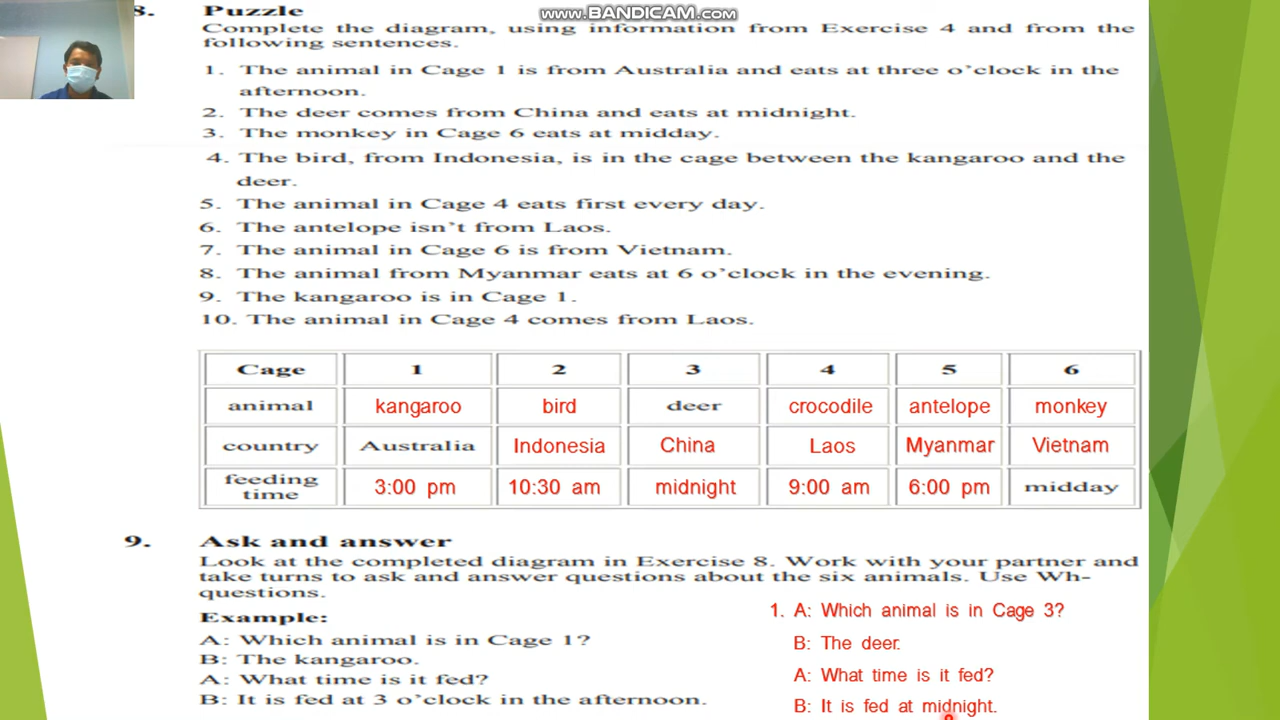 www.BANDICAM.com
8. Puzzle
Complete the diagram, using information from Exercise 4 and from the
following sentences.
1. The animal in Cage 1 is from Australia and eats at three o'clock in the
afternoon.
2. The deer comes from China and eats at midnight.
3. The monkey in Cage 6 eats at midday.
4. The bird, from Indonesia, is in the cage between the kangaroo and the
deer.
5. The animal in Cage 4 eats first every day.
6. The antelope isn't from Laos.
7. The animal in Cage 6 is from Vietnam.
8. The animal from Myanmar eats at 6 o'clock in the evening.
9. The kangaroo is in Cage 1.
10. The animal in Cage 4 comes from Laos.
Cage 1 2 3 4 5 6
animal kangaroo bird deer crocodile antelope monkey
country Australia Indonesia China Laos Myanmar Vietnam
feeding time 3:00 pm 10:30 am midnight 9:00 am 6:00 pm midday
9. Ask and answer
Look at the completed diagram in Exercise 8. Work with your partner and
take turns to ask and answer questions about the six animals. Use Wh-
questions.
Example:
A: Which animal is in Cage 1?
B: The kangaroo.
A: What time is it fed?
B: It is fed at 3 o'clock in the afternoon.
1. A: Which animal is in Cage 3?
B: The deer.
A: What time is it fed?
B: It is fed at midnight.